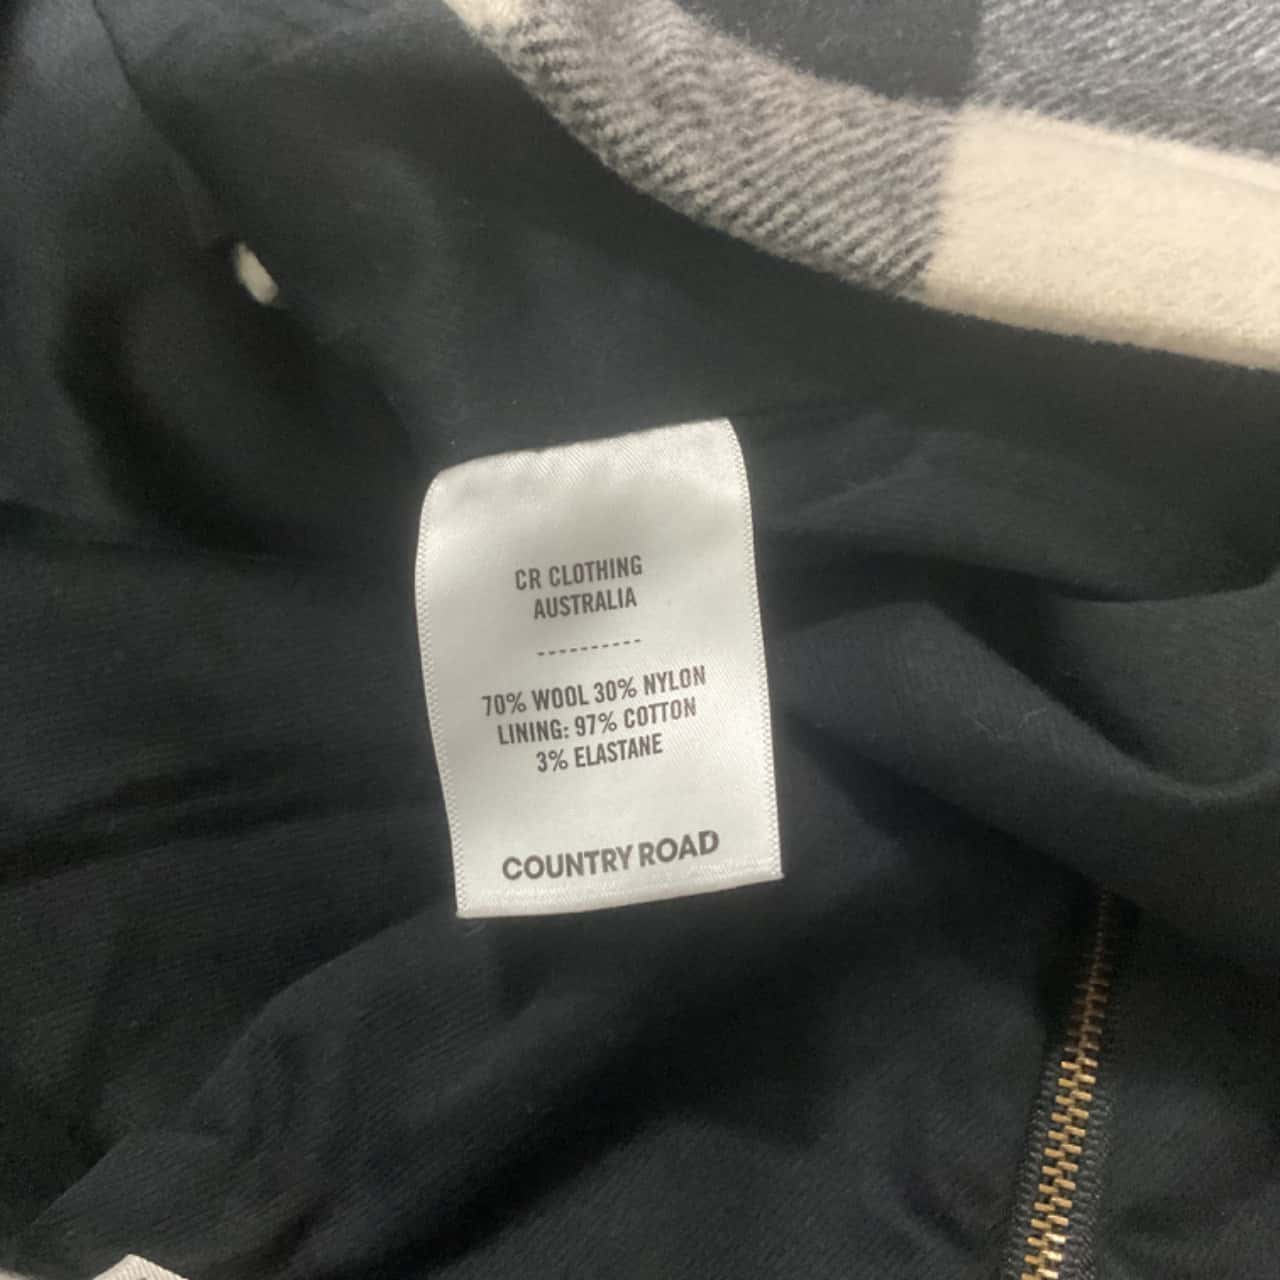 CR CLOTHING
AUSTRALIA
----------
70% WOOL 30% NYLON
LINING: 97% COTTON
3% ELASTANE
COUNTRY ROAD